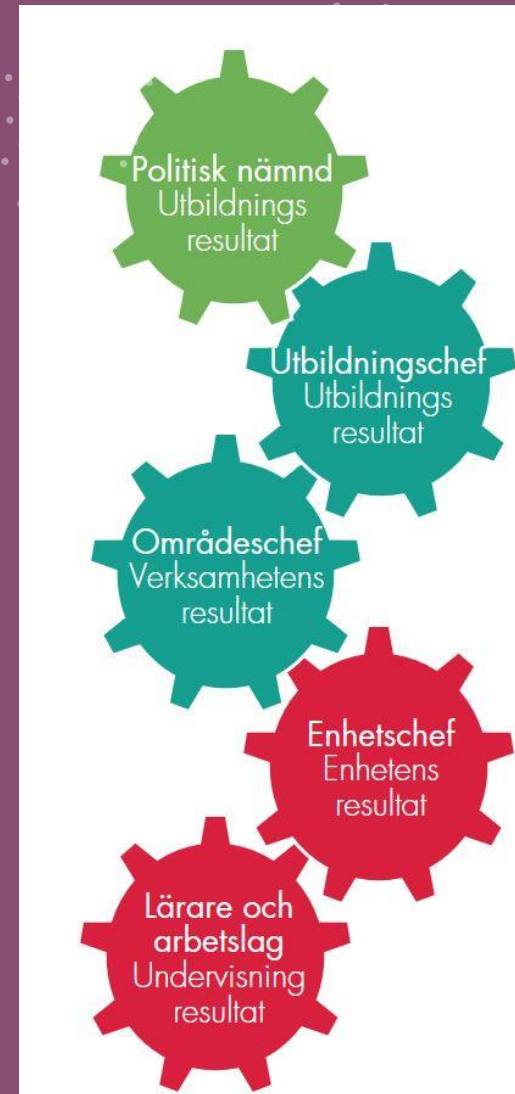 Politisk nämnd
Utbildnings
resultat
Utbildningschef
Utbildnings
resultat
Områdeschef
Verksamhetens
resultat
Enhetschef
Enhetens
resultat
Lärare och
arbetslag
Undervisning
resultat